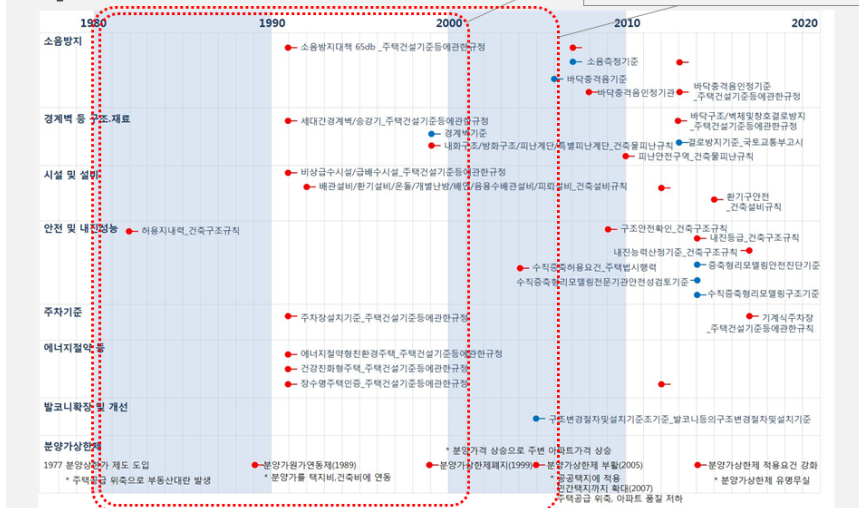 1980 1990 2000 2010 2020
소음방지
소음방지대책 65db _주택건설기준등에관한규정
소음측정기준
바닥충격음기준
바닥충격음인정기관
바닥충격음인정기준
_주택건설기준등에관한규정
경계벽 등 구조.재료
세대간경계벽/승강기_주택건설기준등에관한규정
경계벽기준
내화구조/방화구조/피난계단/특별피난계단_건축물피난규칙
바닥구조/벽체및창호결로방지
_주택건설기준등에관한규정
결로방지기준_국토교통부고시
피난안전구역_건축물피난규칙
시설 및 설비
비상급수시설/급배수시설_주택건설기준등에관한규정
배관설비/환기설비/온돌/개별난방/배연/음용수배관설비/피뢰설비_건축설비규칙
환기구안전
_건축설비규칙
안전 및 내진성능
허용지내력_건축구조규칙
구조안전확인_건축구조규칙
내진등급_건축구조규칙
내진능력산정기준_건축구조규칙
수직증축허용요건_주택법시행력
증축형리모델링안전진단기준
수직증축형리모델링전문기관안전성검토기준
수직증축형리모델링구조기준
주차기준
주차장설치기준_주택건설기준등에관한규정
기계식주차장
_주택건설기준등에관한규칙
에너지절약 등
에너지절약형친환경주택_주택건설기준등에관한규정
건강친화형주택_주택건설기준등에관한규정
장수명주택인증_주택건설기준등에관한규정
발코니확장 및 개선
구조변경절차및설치기준조기준_발코니등의구조변경절차및설치기준
분양가상한제
* 분양가격 상승으로 주변 아파트가격 상승
1977 분양상한가 제도 도입
분양가원가연동제(1989)
분양가상한제폐지(1999)
분양가상한제 부활(2005)
분양가상한제 적용요건 강화
* 주택공급 위축으로 부동산대란 발생
* 분양가를 택지비,건축비에 연동
* 공공택지에 적용
* 분양가상한제 유명무실
민간택지까지 확대(2007)
주택공급 위축, 아파트 품질 저하